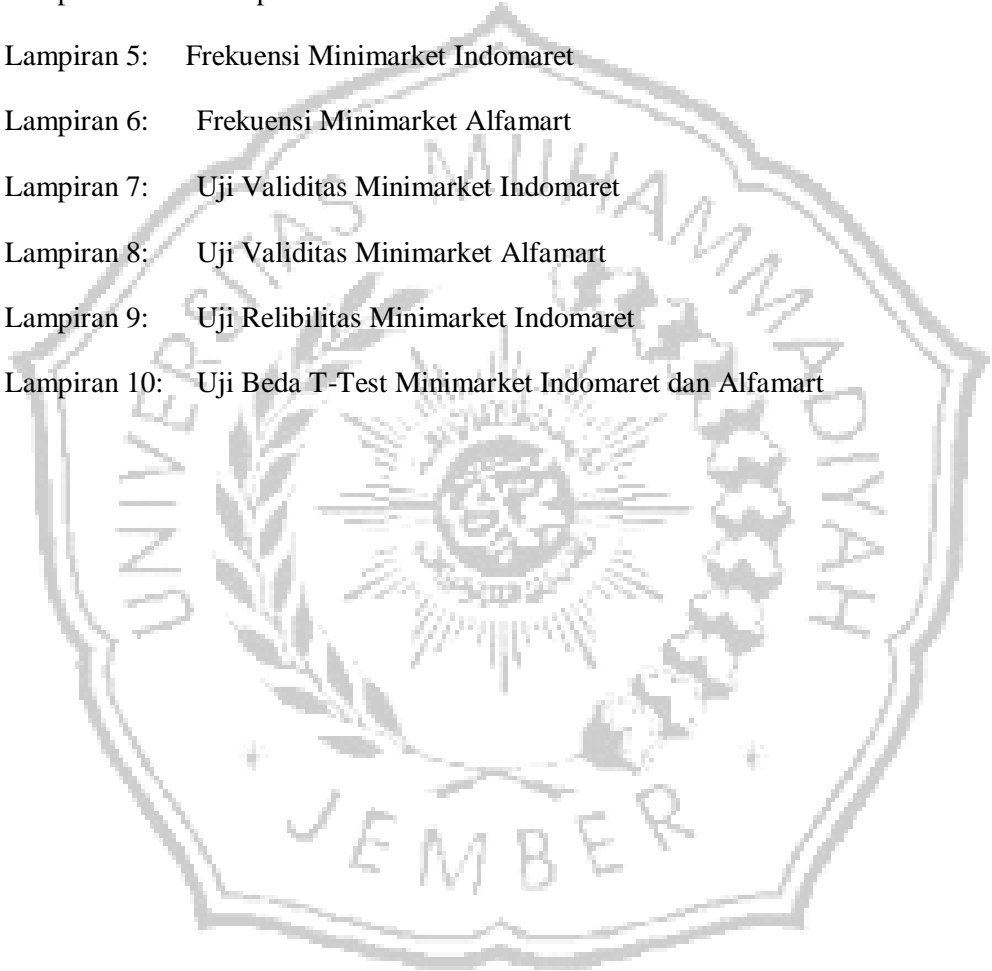 Lampiran 5: Frekuensi Minimarket Indomaret
Lampiran 6: Frekuensi Minimarket Alfamart
Lampiran 7: Uji Validitas Minimarket Indomaret
Lampiran 8: Uji Validitas Minimarket Alfamart
Lampiran 9: Uji Relibilitas Minimarket Indomaret
Lampiran 10: Uji Beda T-Test Minimarket Indomaret dan Alfamart
UNIVERSITAS MUHAMMADIYAH
JEMBER